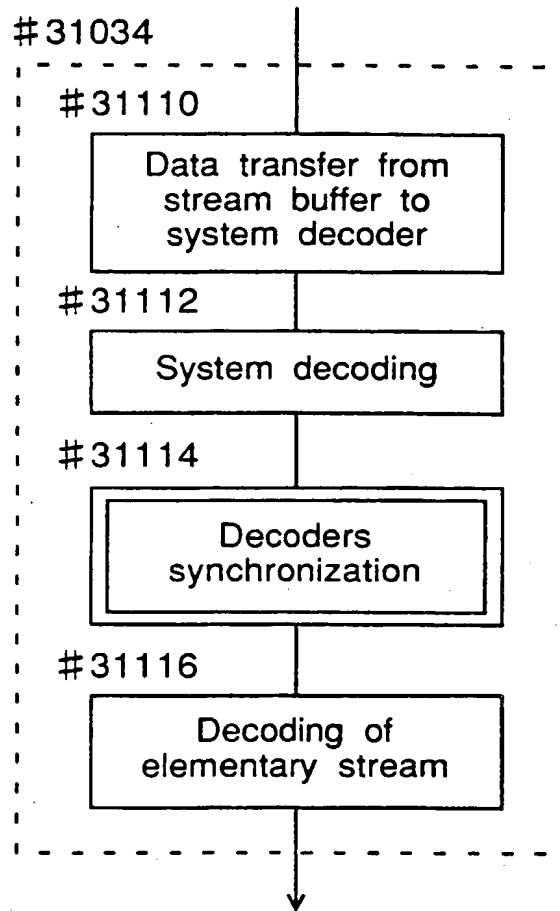 #31034
#31110
Data transfer from
stream buffer to
system decoder
#31112
System decoding
#31114
Decoders
synchronization
#31116
Decoding of
elementary stream